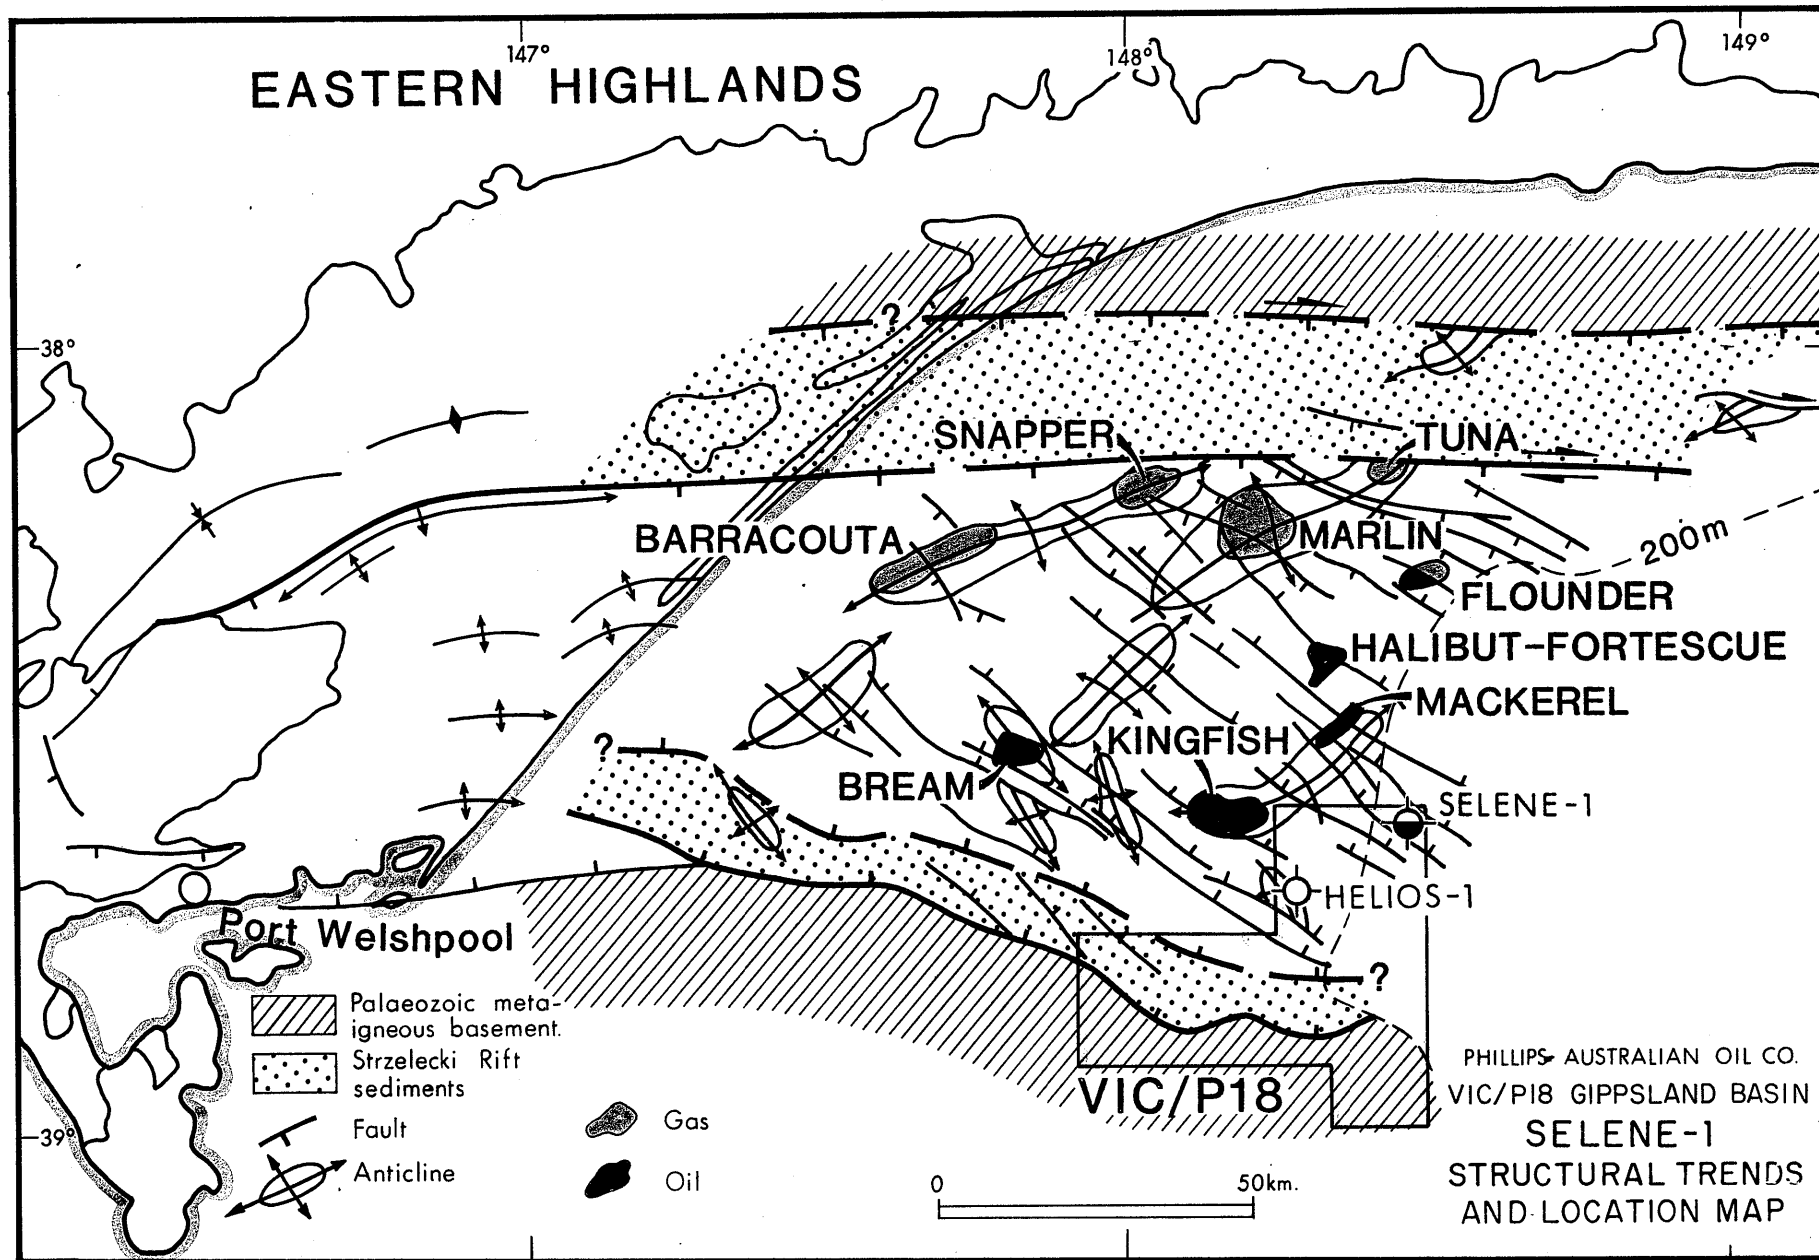 147°
148°
149°
EASTERN HIGHLANDS
?
38°
SNAPPER
TUNA
BARRACOUTA
MARLIN
200m
FLOUNDER
HALIBUT-FORTESCUE
MACKEREL
?
KINGFISH
BREAM
SELENE-1
HELIOS-1
Port Welshpool
?
Palaeozoic meta-
igneous basement.
Strzelecki Rift
sediments
Fault
Anticline
Gas
Oil
39°
VIC/P18
0 50km.
PHILLIPS AUSTRALIAN OIL CO.
VIC/P18 GIPPSLAND BASIN
SELENE-1
STRUCTURAL TRENDS
AND LOCATION MAP